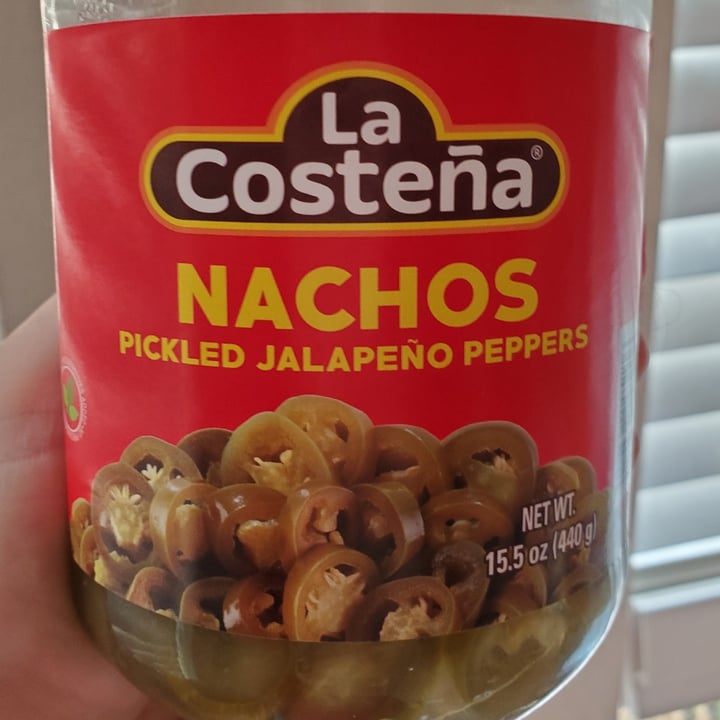 La
Costeña®
NACHOS
PICKLED JALAPEÑO PEPPERS
NET WT.
15.5 oz (440 g)